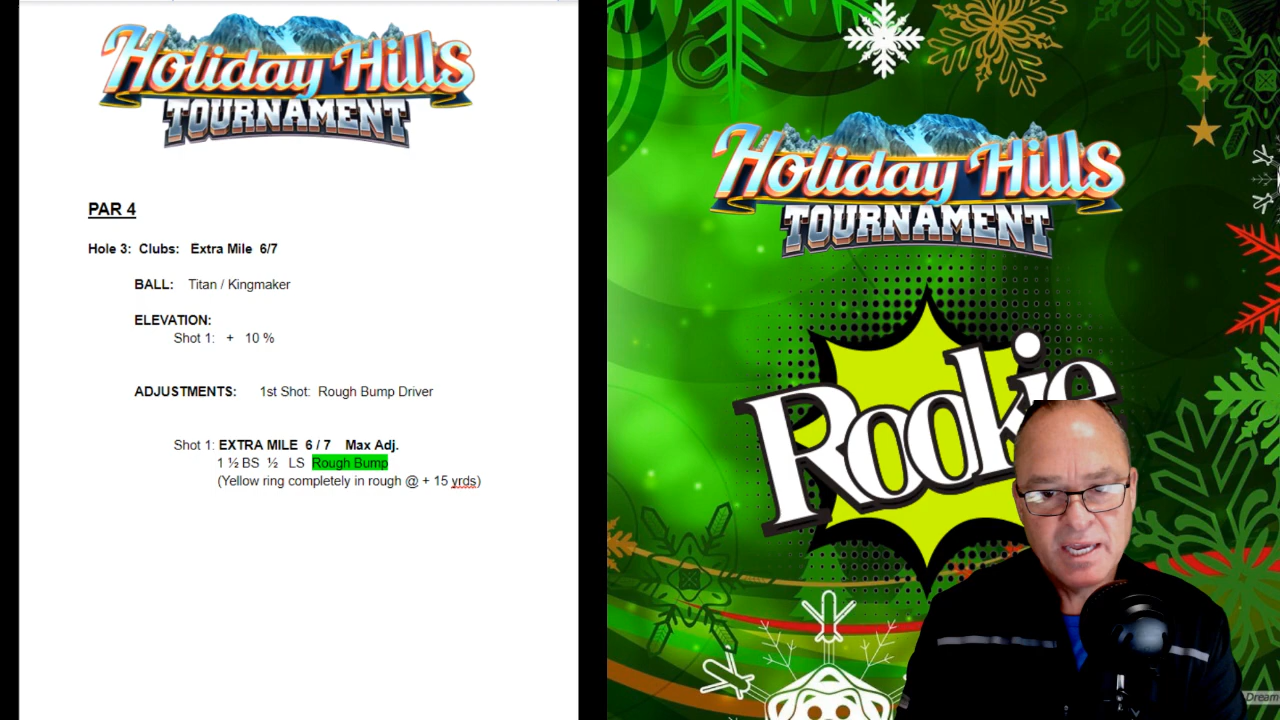 Holiday Hills
TOURNAMENT
PAR 4
Hole 3: Clubs: Extra Mile 6/7
BALL: Titan / Kingmaker
ELEVATION:
Shot 1: + 10 %
ADJUSTMENTS: 1st Shot: Rough Bump Driver
Shot 1: EXTRA MILE 6 / 7 Max Adj.
1 ½ BS ½ LS Rough Bump
(Yellow ring completely in rough @ + 15 yrds)
Holiday Hills
TOURNAMENT
Rookie
Dream